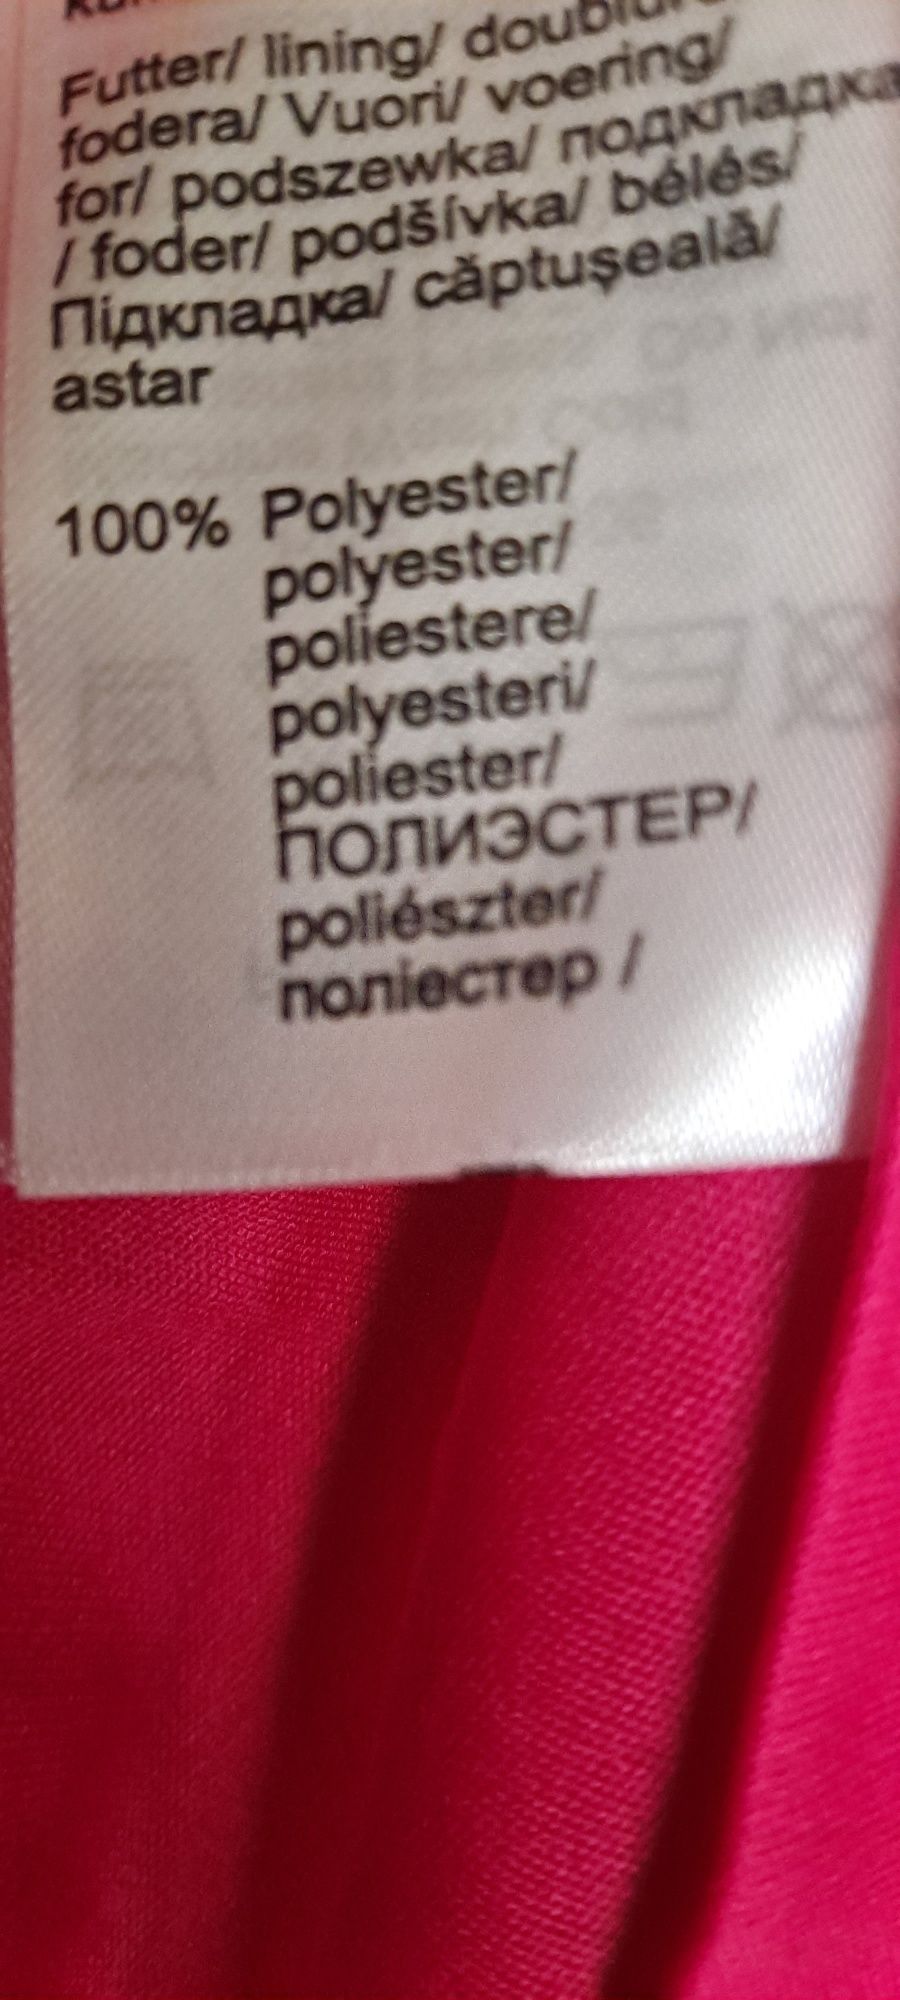 Futter/ lining/
fodera/ Vuori/ voering/
for/ podszewka/ подкладка
/ foder/ podšívka/ bélés/
Підкладка/ căptușeală/
astar
100% Polyester/
polyester/
poliestere/
polyesteri/
poliester/
ПОЛИЭСТЕР/
poliészter/
поліестер /